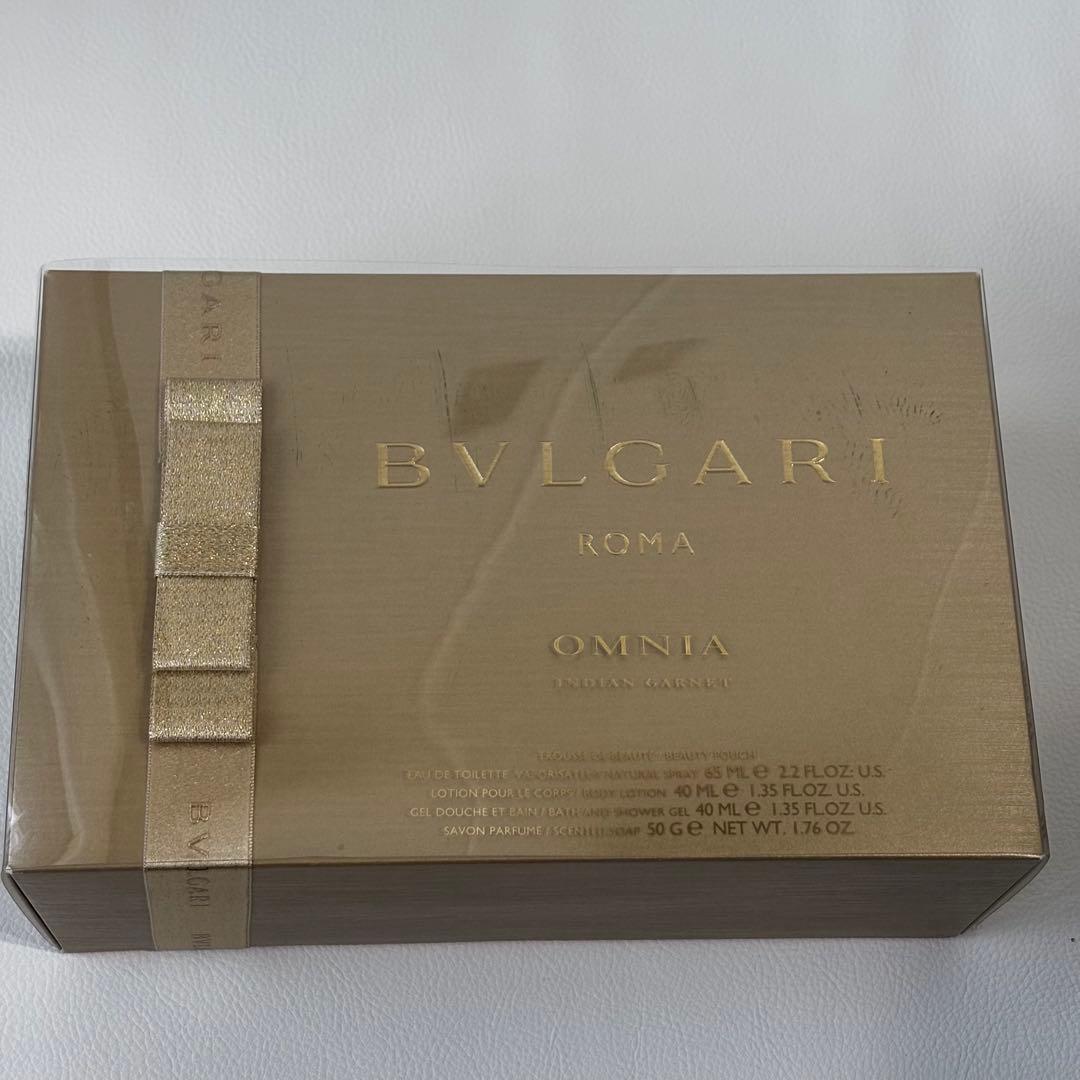 GARI
BVLGARI
ROMA
OMNIA
INDIAN GARNET
TROUSSE DE BEAUTÉ / BEAUTY POUCH
EAU DE TOILETTE VAPORISATEUR / NATURAL SPRAY 65 ML e 2.2 FL.OZ. U.S.
LOTION POUR LE CORPS / BODY LOTION 40 ML e 1.35 FL.OZ. U.S.
GEL DOUCHE ET BAIN / BATH AND SHOWER GEL 40 ML e 1.35 FL.OZ. U.S.
SAVON PARFUME / SCENTED SOAP 50 G e NET WT. 1.76 OZ.
BVLGARI